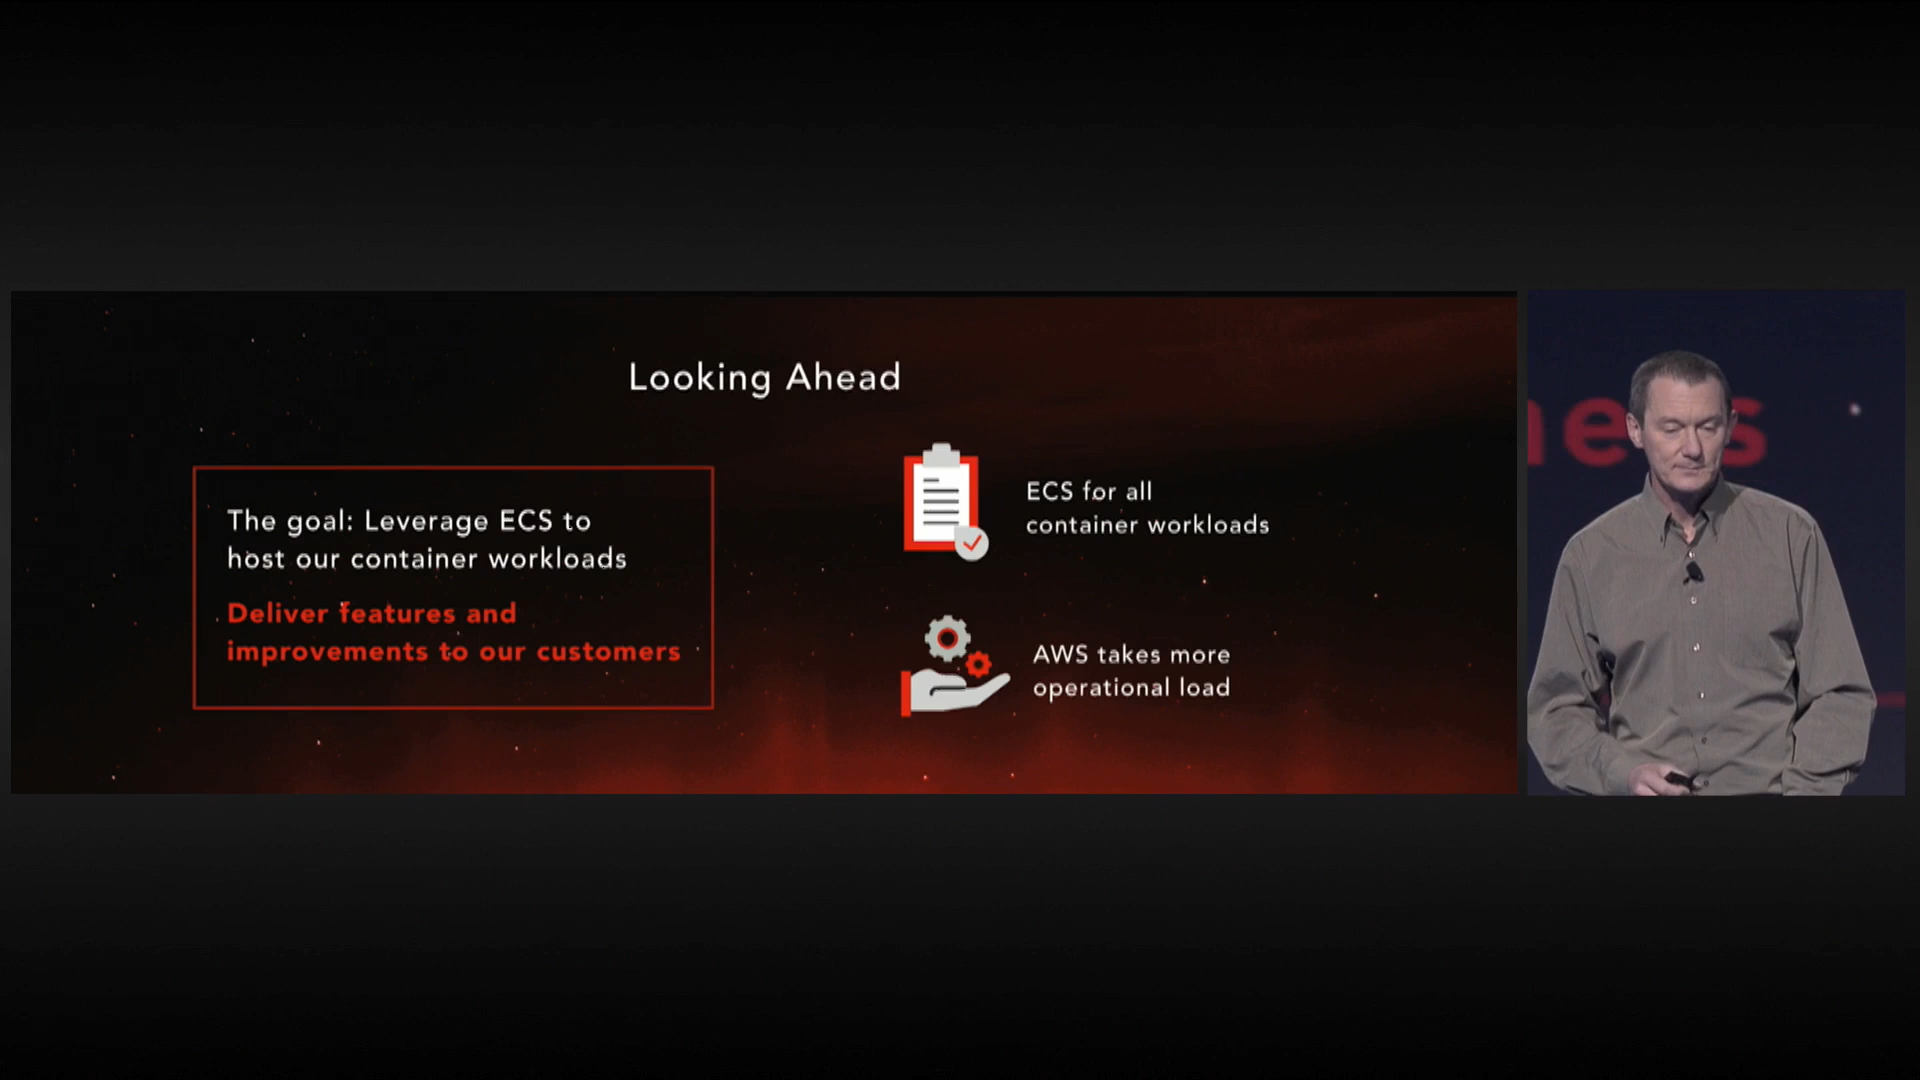 Looking Ahead
The goal: Leverage ECS to
host our container workloads
Deliver features and
improvements to our customers
ECS for all
container workloads
AWS takes more
operational load